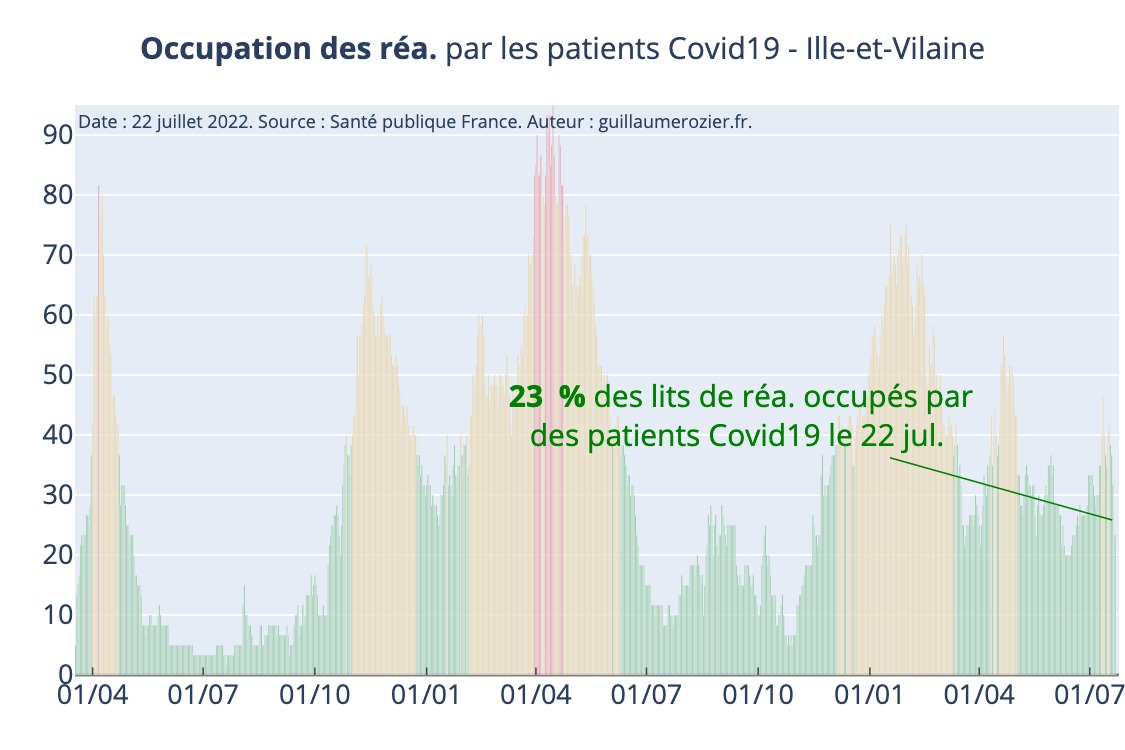 Occupation des réa. par les patients Covid19 - Ille-et-Vilaine
Date : 22 juillet 2022. Source : Santé publique France. Auteur : guillaumerozier.fr.
90
80
70
60
50
23 % des lits de réa. occupés par
40
des patients Covid19 le 22 jul.
30
20
10
0
01/04 01/07 01/10 01/01 01/04 01/07 01/10 01/01 01/04 01/07